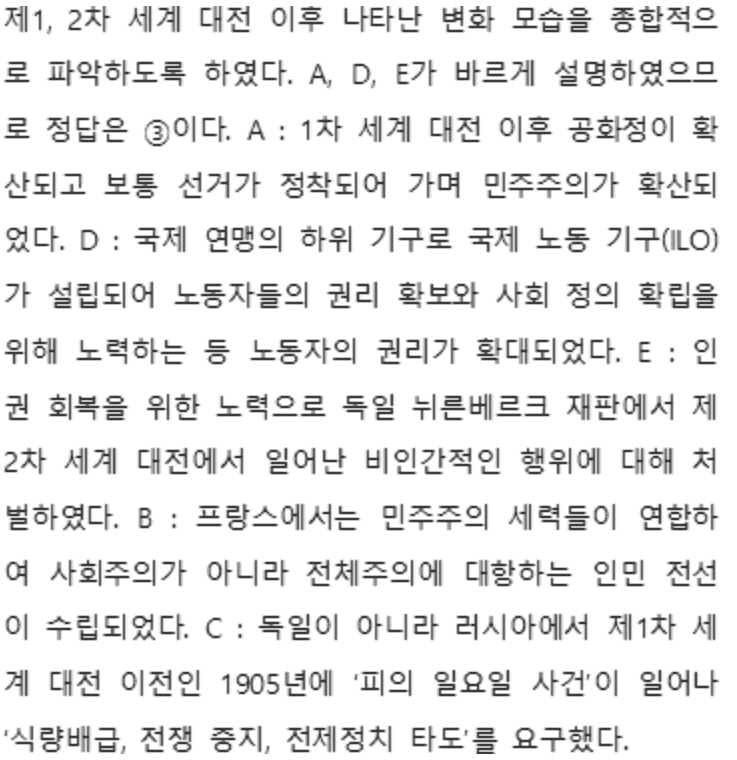 제1, 2차 세계 대전 이후 나타난 변화 모습을 종합적으
로 파악하도록 하였다. A, D, E가 바르게 설명하였으므
로 정답은 ③이다. A : 1차 세계 대전 이후 공화정이 확
산되고 보통 선거가 정착되어 가며 민주주의가 확산되
었다. D : 국제 연맹의 하위 기구로 국제 노동 기구(ILO)
가 설립되어 노동자들의 권리 확보와 사회 정의 확립을
위해 노력하는 등 노동자의 권리가 확대되었다. E : 인
권 회복을 위한 노력으로 독일 뉘른베르크 재판에서 제
2차 세계 대전에서 일어난 비인간적인 행위에 대해 처
벌하였다. B : 프랑스에서는 민주주의 세력들이 연합하
여 사회주의가 아니라 전체주의에 대항하는 인민 전선
이 수립되었다. C : 독일이 아니라 러시아에서 제1차 세
계 대전 이전인 1905년에 '피의 일요일 사건'이 일어나
'식량배급, 전쟁 중지, 전제정치 타도'를 요구했다.